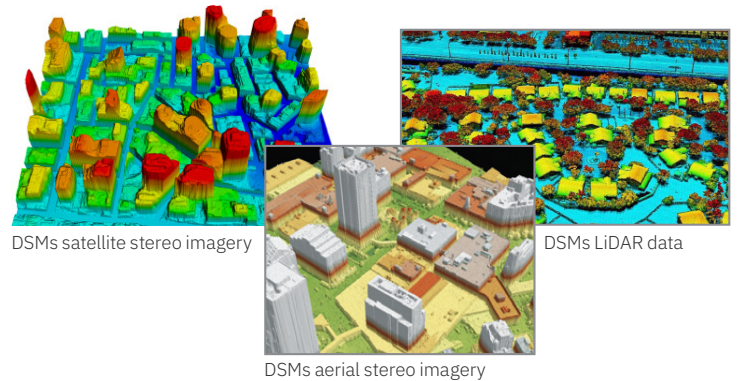 DSMs satellite stereo imagery
DSMs LiDAR data
DSMs aerial stereo imagery